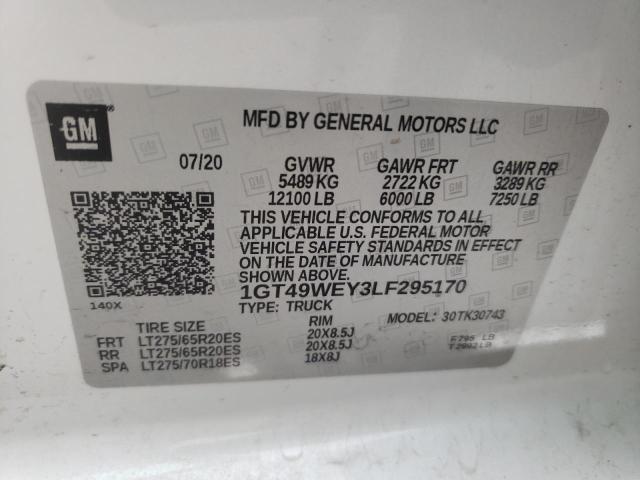 GM
MFD BY GENERAL MOTORS LLC
07/20 GVWR GAWR FRT GAWR RR
5489 KG 2722 KG 3289 KG
12100 LB 6000 LB 7250 LB
THIS VEHICLE CONFORMS TO ALL
APPLICABLE U.S. FEDERAL MOTOR
VEHICLE SAFETY STANDARDS IN EFFECT
ON THE DATE OF MANUFACTURE
SHOWN ABOVE.
140X
1GT49WEY3LF295170
TYPE: TRUCK MODEL: 30TK30743
TIRE SIZE RIM
FRT LT275/65R20ES 20X8.5J
RR LT275/65R20ES 20X8.5J
SPA LT275/70R18ES 18X8J
F795 LB
LB